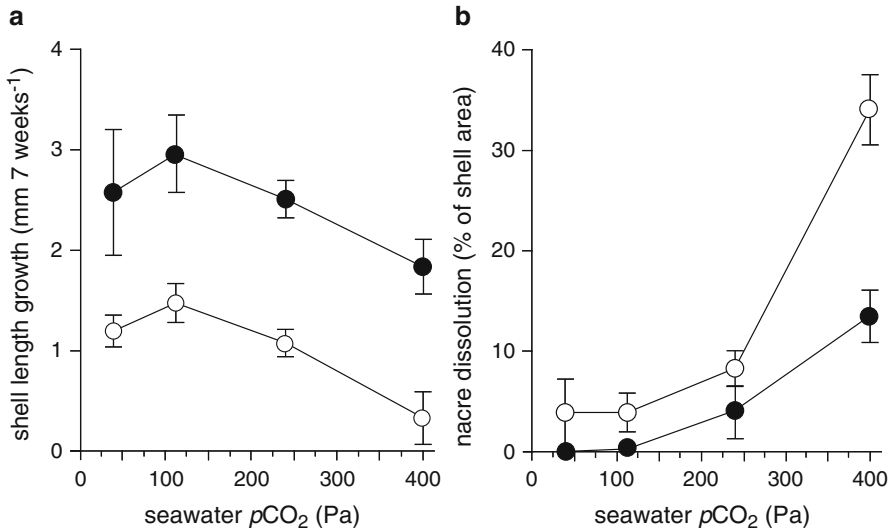 a
4
3
2
1
0
shell length growth (mm 7 weeks-1)
0 100 200 300 400
seawater pCO2 (Pa)
b
40
30
20
10
0
nacre dissolution (% of shell area)
0 100 200 300 400
seawater pCO2 (Pa)